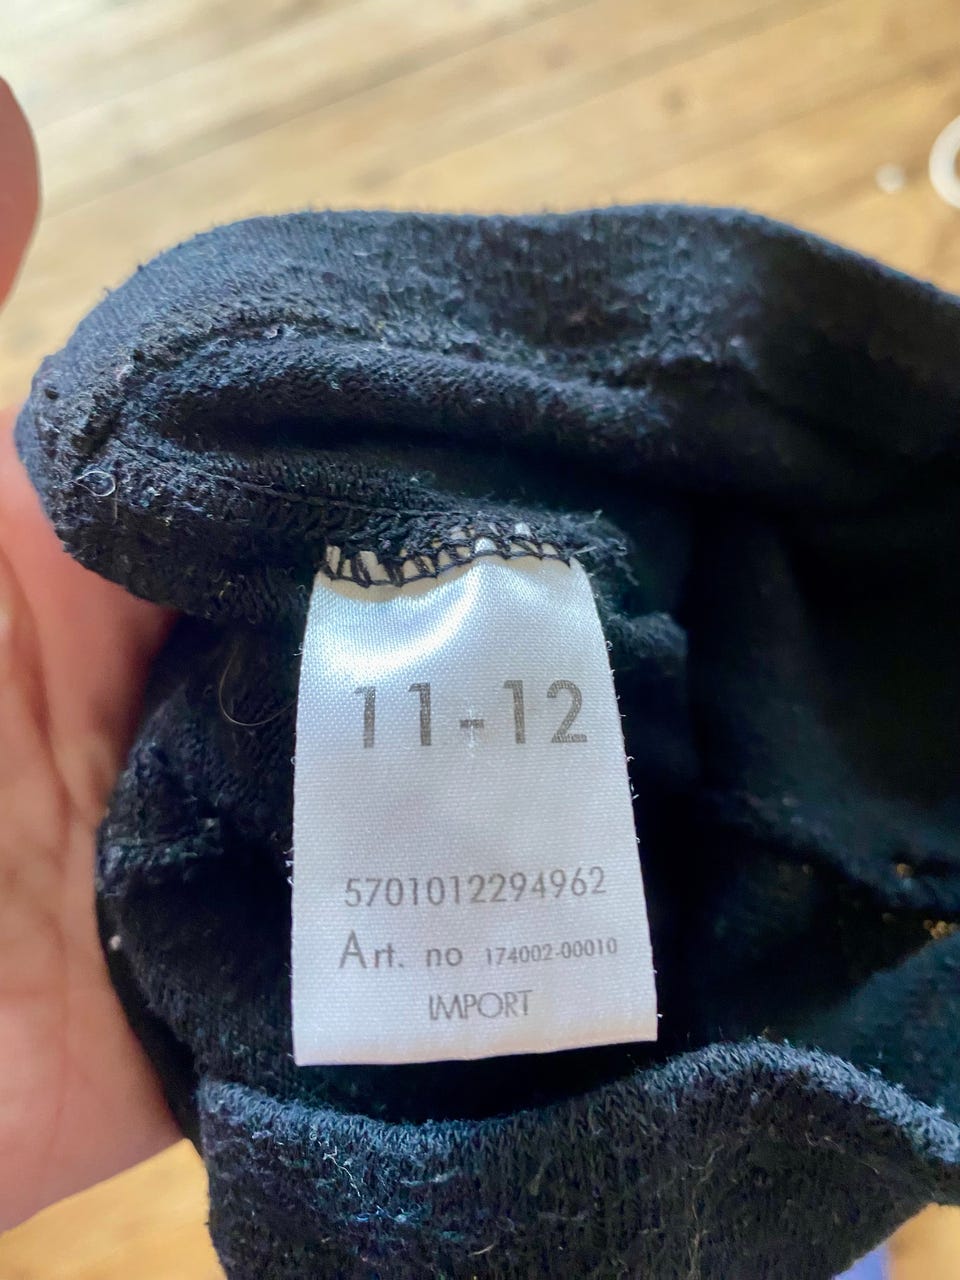 11-12
5701012294962
Art. no 174002-00010
IMPORT